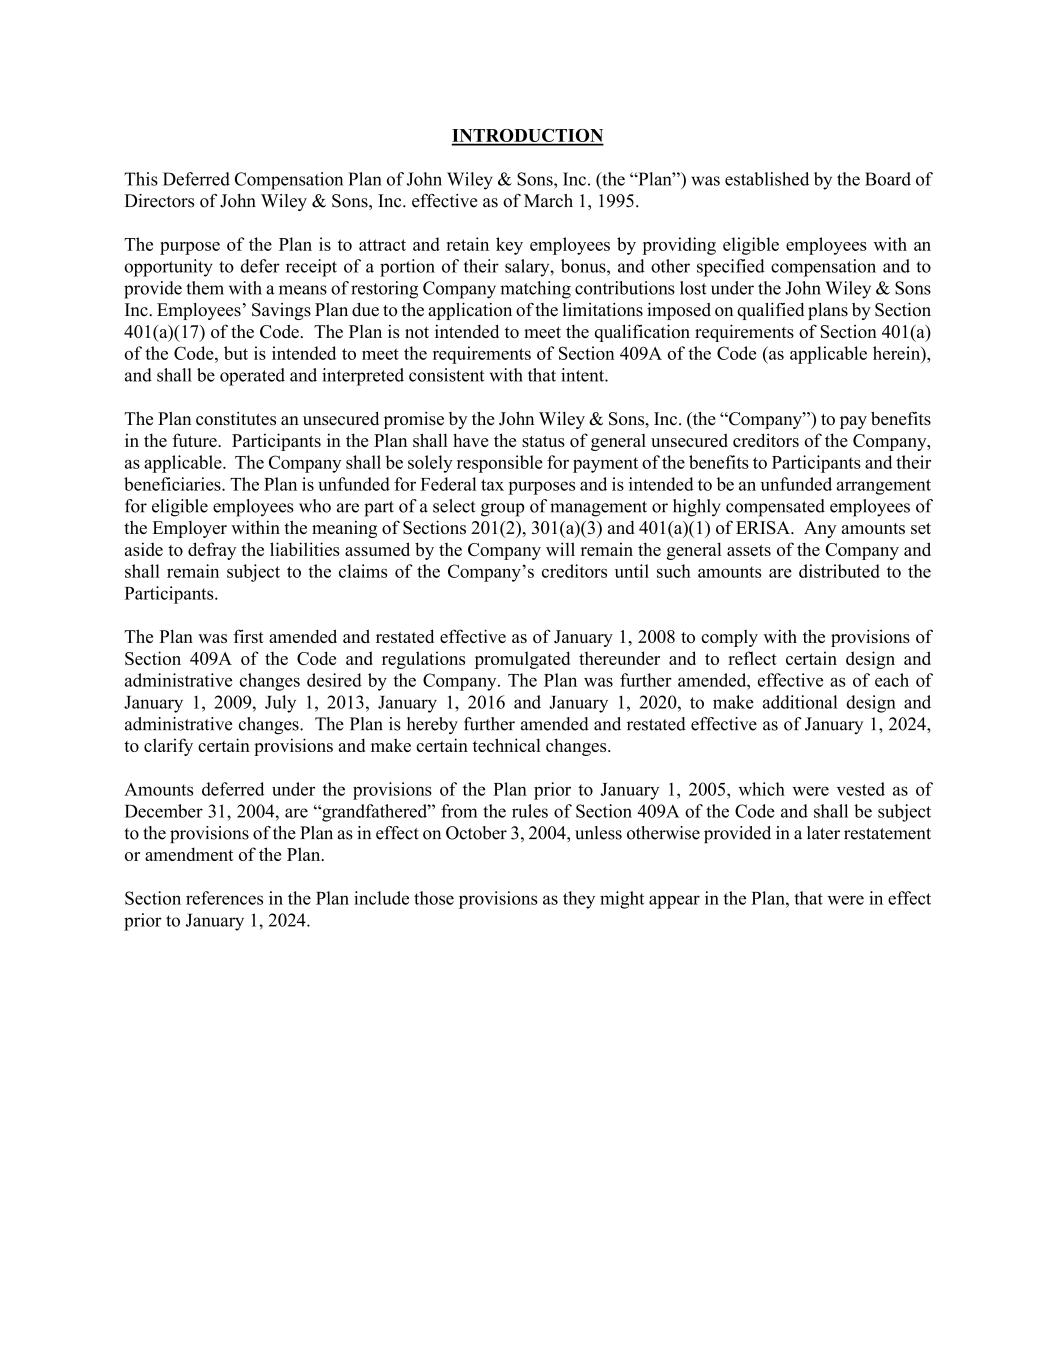 INTRODUCTION
This Deferred Compensation Plan of John Wiley & Sons, Inc. (the “Plan”) was established by the Board of
Directors of John Wiley & Sons, Inc. effective as of March 1, 1995.
The purpose of the Plan is to attract and retain key employees by providing eligible employees with an
opportunity to defer receipt of a portion of their salary, bonus, and other specified compensation and to
provide them with a means of restoring Company matching contributions lost under the John Wiley & Sons
Inc. Employees’ Savings Plan due to the application of the limitations imposed on qualified plans by Section
401(a)(17) of the Code.  The Plan is not intended to meet the qualification requirements of Section 401(a)
of the Code, but is intended to meet the requirements of Section 409A of the Code (as applicable herein),
and shall be operated and interpreted consistent with that intent.
The Plan constitutes an unsecured promise by the John Wiley & Sons, Inc. (the “Company”) to pay benefits
in the future.  Participants in the Plan shall have the status of general unsecured creditors of the Company,
as applicable.  The Company shall be solely responsible for payment of the benefits to Participants and their
beneficiaries. The Plan is unfunded for Federal tax purposes and is intended to be an unfunded arrangement
for eligible employees who are part of a select group of management or highly compensated employees of
the Employer within the meaning of Sections 201(2), 301(a)(3) and 401(a)(1) of ERISA.  Any amounts set
aside to defray the liabilities assumed by the Company will remain the general assets of the Company and
shall remain subject to the claims of the Company’s creditors until such amounts are distributed to the
Participants.
The Plan was first amended and restated effective as of January 1, 2008 to comply with the provisions of
Section 409A of the Code and regulations promulgated thereunder and to reflect certain design and
administrative changes desired by the Company. The Plan was further amended, effective as of each of
January 1, 2009, July 1, 2013, January 1, 2016 and January 1, 2020, to make additional design and
administrative changes.  The Plan is hereby further amended and restated effective as of January 1, 2024,
to clarify certain provisions and make certain technical changes.
Amounts deferred under the provisions of the Plan prior to January 1, 2005, which were vested as of
December 31, 2004, are “grandfathered” from the rules of Section 409A of the Code and shall be subject
to the provisions of the Plan as in effect on October 3, 2004, unless otherwise provided in a later restatement
or amendment of the Plan.
Section references in the Plan include those provisions as they might appear in the Plan, that were in effect
prior to January 1, 2024.